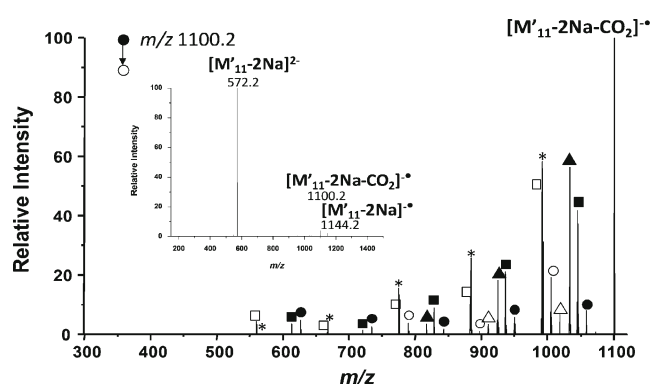 [M'11-2Na-CO2]-•
● m/z 1100.2
○
[M'11-2Na]2-
572.2
100
80
60
40
20
0
Relative Intensity
[M'11-2Na-CO2]-•
1100.2
[M'11-2Na]-•
1144.2
200 400 600 800 1000 1200 1400
m/z
100
80
60
40
20
0
Relative Intensity
* * * * * *
300 400 500 600 700 800 900 1000 1100
m/z